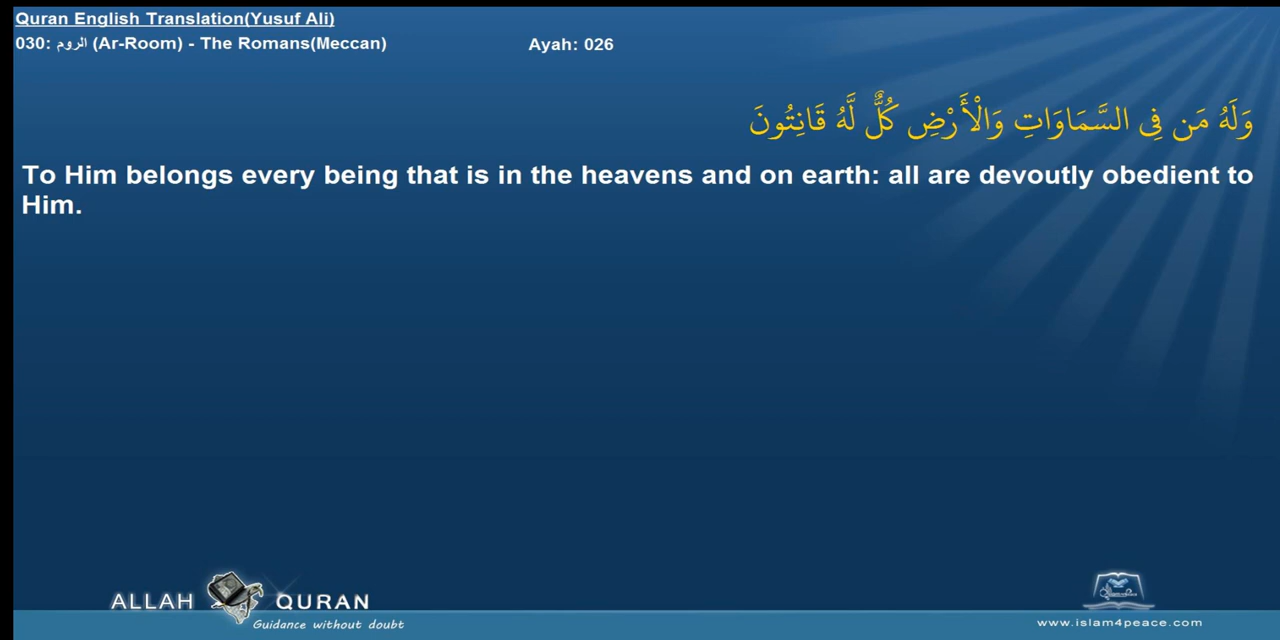 Quran English Translation(Yusuf Ali)
030: الروم (Ar-Room) - The Romans(Meccan) Ayah: 026
وَلَهُ مَن فِي السَّمَاوَاتِ وَالْأَرْضِ كُلٌّ لَّهُ قَانِتُونَ
To Him belongs every being that is in the heavens and on earth: all are devoutly obedient to
Him.
ALLAH QURAN
Guidance without doubt
www.islam4peace.com